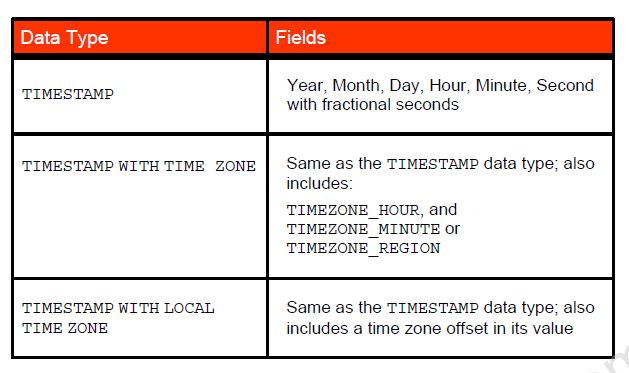 Data Type Fields
TIMESTAMP
Year, Month, Day, Hour, Minute, Second
with fractional seconds
TIMESTAMP WITH TIME ZONE
Same as the TIMESTAMP data type; also
includes:
TIMEZONE_HOUR, and
TIMEZONE_MINUTE or
TIMEZONE_REGION
TIMESTAMP WITH LOCAL
TIME ZONE
Same as the TIMESTAMP data type; also
includes a time zone offset in its value